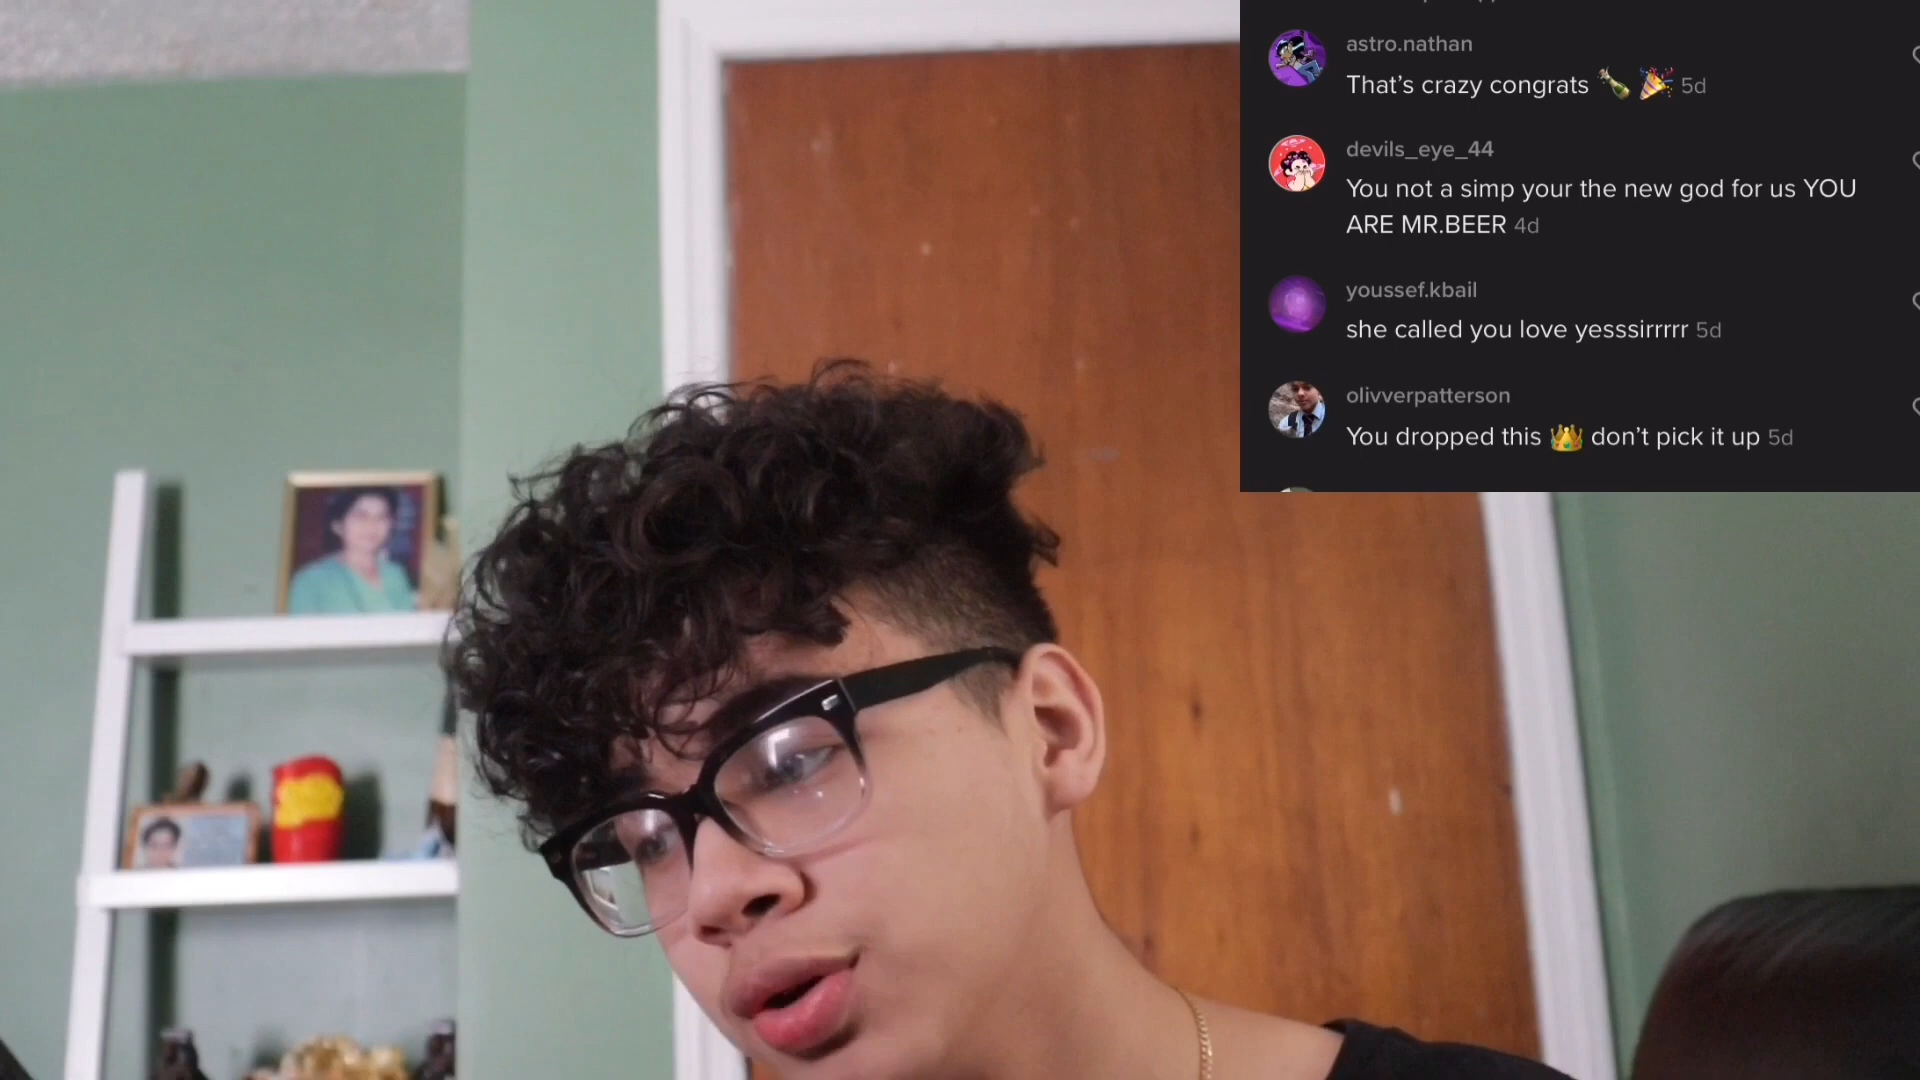 astro.nathan
That's crazy congrats 🍾 🎉 5d
devils_eye_44
You not a simp your the new god for us YOU
ARE MR.BEER 4d
youssef.kbail
she called you love yesssirrrrr 5d
olivverpatterson
You dropped this 👑 don't pick it up 5d